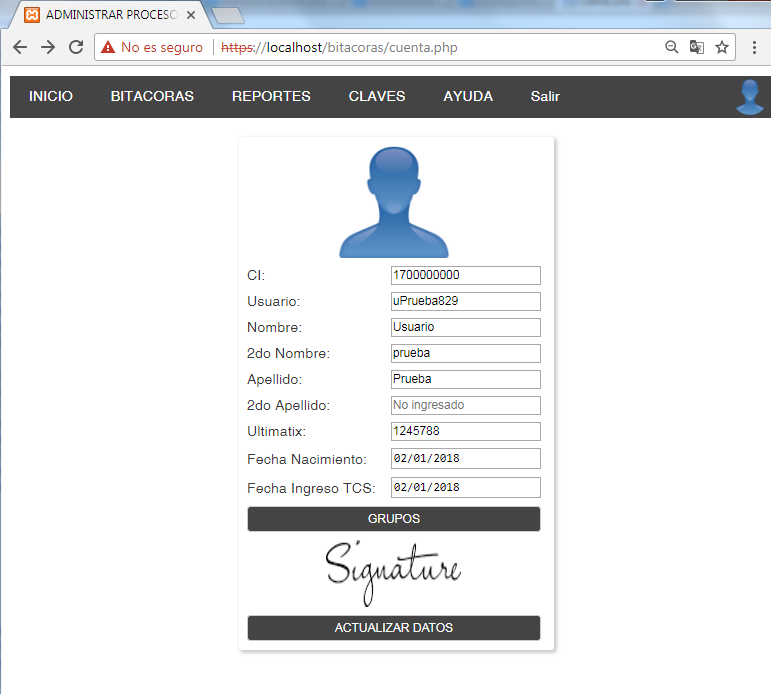 ADMINISTRAR PROCESO
No es seguro https://localhost/bitacoras/cuenta.php
INICIO BITACORAS REPORTES CLAVES AYUDA Salir
CI: 1700000000
Usuario: uPrueba829
Nombre: Usuario
2do Nombre: prueba
Apellido: Prueba
2do Apellido: No ingresado
Ultimatix: 1245788
Fecha Nacimiento: 02/01/2018
Fecha Ingreso TCS: 02/01/2018
GRUPOS
Signature
ACTUALIZAR DATOS